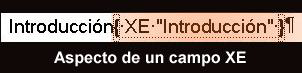 Introducción{·XE·"Introducción"·}¶
Aspecto de un campo XE